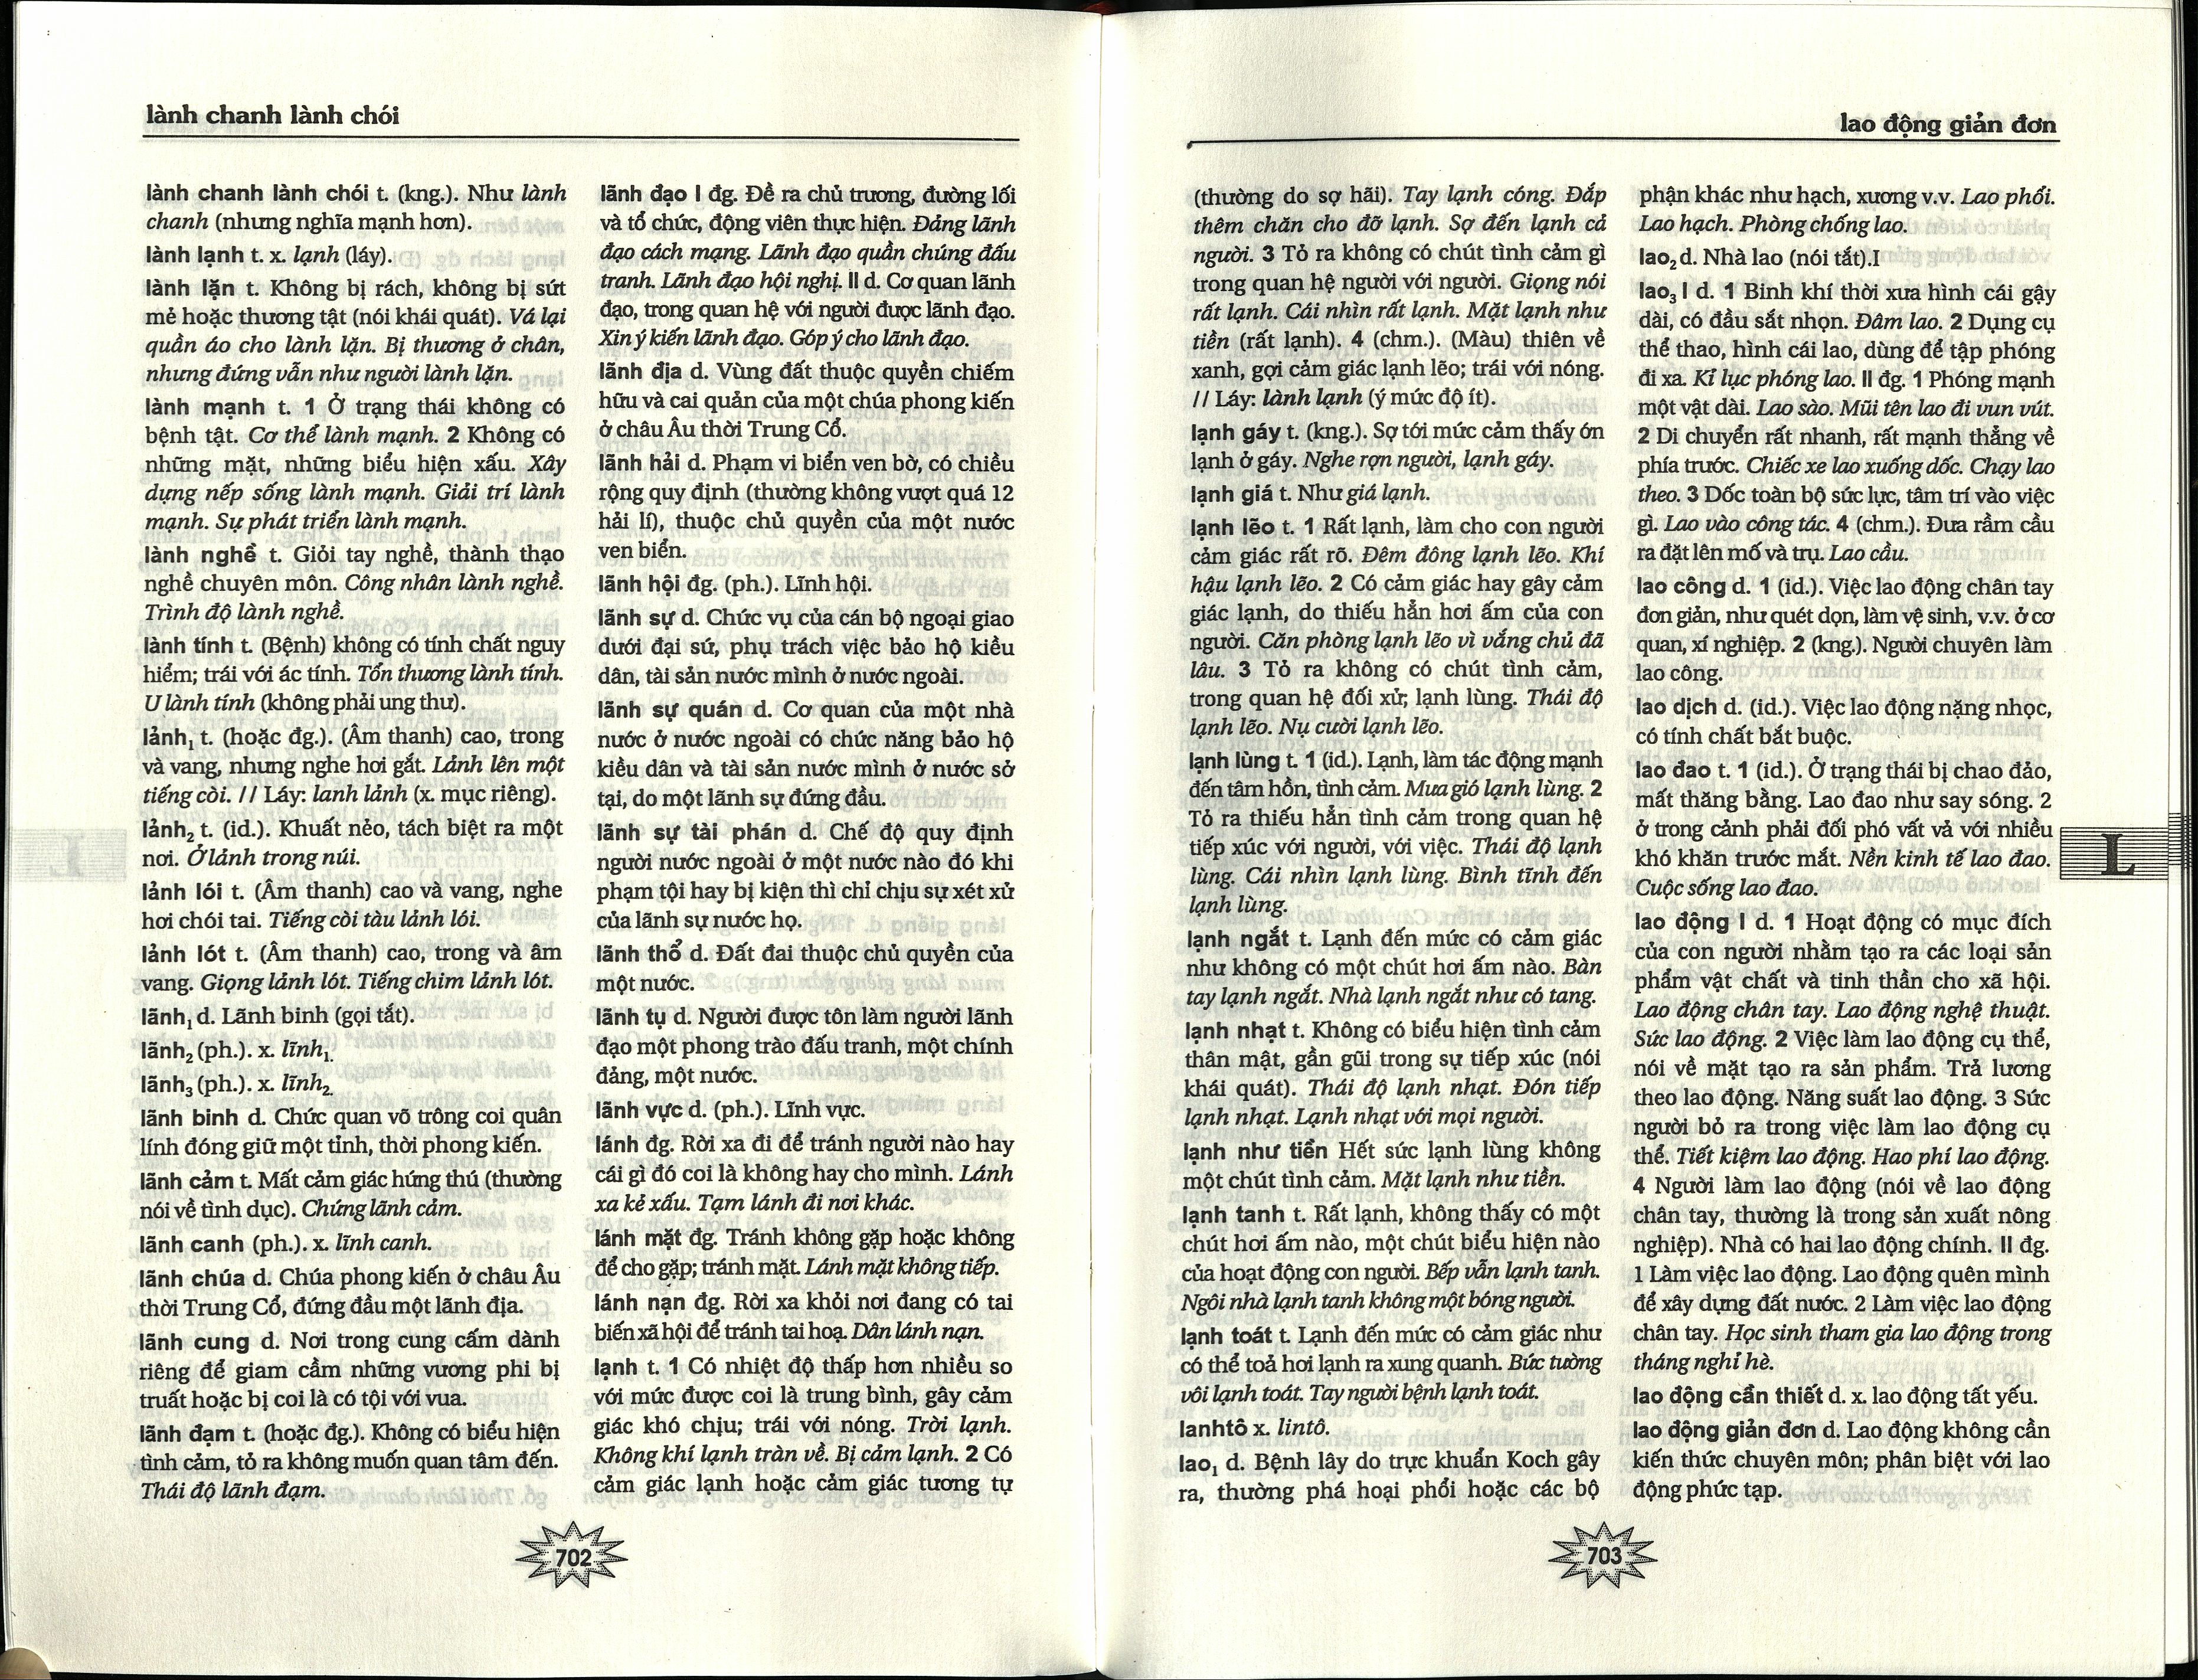 lành chanh lành chói
lành chanh lành chói t. (kng.). Như lành
chanh (nhưng nghĩa mạnh hơn).
lành lạnh t. x. lạnh (láy).
lành lặn t. Không bị rách, không bị sứt
mẻ hoặc thương tật (nói khái quát). Vá lại
quần áo cho lành lặn. Bị thương ở chân,
nhưng đứng vẫn như người lành lặn.
lành mạnh t. 1 Ở trạng thái không có
bệnh tật. Cơ thể lành mạnh. 2 Không có
những mặt, những biểu hiện xấu. Xây
dựng nếp sống lành mạnh. Giải trí lành
mạnh. Sự phát triển lành mạnh.
lành nghề t. Giỏi tay nghề, thành thạo
nghề chuyên môn. Công nhân lành nghề.
Trình độ lành nghề.
lành tính t. (Bệnh) không có tính chất nguy
hiểm; trái với ác tính. Tổn thương lành tính.
U lành tính (không phải ung thư).
lảnh₁ t. (hoặc đg.). (Âm thanh) cao, trong
và vang, nhưng nghe hơi gắt. Lảnh lên một
tiếng còi. // Láy: lanh lảnh (x. mục riêng).
lảnh₂ t. (id.). Khuất nẻo, tách biệt ra một
nơi. Ở lảnh trong núi.
lảnh lói t. (Âm thanh) cao và vang, nghe
hơi chói tai. Tiếng còi tàu lảnh lói.
lảnh lót t. (Âm thanh) cao, trong và âm
vang. Giọng lảnh lót. Tiếng chim lảnh lót.
lãnh₁ d. Lãnh binh (gọi tắt).
lãnh₂ (ph.). x. lĩnh₁.
lãnh₃ (ph.). x. lĩnh₂.
lãnh binh d. Chức quan võ trông coi quân
lính đóng giữ một tỉnh, thời phong kiến.
lãnh cảm t. Mất cảm giác hứng thú (thường
nói về tình dục). Chứng lãnh cảm.
lãnh canh (ph.). x. lĩnh canh.
lãnh chúa d. Chúa phong kiến ở châu Âu
thời Trung Cổ, đứng đầu một lãnh địa.
lãnh cung d. Nơi trong cung cấm dành
riêng để giam cầm những vương phi bị
truất hoặc bị coi là có tội với vua.
lãnh đạm t. (hoặc đg.). Không có biểu hiện
tình cảm, tỏ ra không muốn quan tâm đến.
Thái độ lãnh đạm.
lãnh đạo I đg. Đề ra chủ trương, đường lối
và tổ chức, động viên thực hiện. Đảng lãnh
đạo cách mạng. Lãnh đạo quần chúng đấu
tranh. Lãnh đạo hội nghị. II d. Cơ quan lãnh
đạo, trong quan hệ với người được lãnh đạo.
Xin ý kiến lãnh đạo. Góp ý cho lãnh đạo.
lãnh địa d. Vùng đất thuộc quyền chiếm
hữu và cai quản của một chúa phong kiến
ở châu Âu thời Trung Cổ.
lãnh hải d. Phạm vi biển ven bờ, có chiều
rộng quy định (thường không vượt quá 12
hải lí), thuộc chủ quyền của một nước
ven biển.
lãnh hội đg. (ph.). Lĩnh hội.
lãnh sự d. Chức vụ của cán bộ ngoại giao
dưới đại sứ, phụ trách việc bảo hộ kiều
dân, tài sản nước mình ở nước ngoài.
lãnh sự quán d. Cơ quan của một nhà
nước ở nước ngoài có chức năng bảo hộ
kiều dân và tài sản nước mình ở nước sở
tại, do một lãnh sự đứng đầu.
lãnh sự tài phán d. Chế độ quy định
người nước ngoài ở một nước nào đó khi
phạm tội hay bị kiện thì chỉ chịu sự xét xử
của lãnh sự nước họ.
lãnh thổ d. Đất đai thuộc chủ quyền của
một nước.
lãnh tụ d. Người được tôn làm người lãnh
đạo một phong trào đấu tranh, một chính
đảng, một nước.
lãnh vực d. (ph.). Lĩnh vực.
lánh đg. Rời xa đi để tránh người nào hay
cái gì đó coi là không hay cho mình. Lánh
xa kẻ xấu. Tạm lánh đi nơi khác.
lánh mặt đg. Tránh không gặp hoặc không
để cho gặp; tránh mặt. Lánh mặt không tiếp.
lánh nạn đg. Rời xa khỏi nơi đang có tai
biến xã hội để tránh tai hoạ. Dân lánh nạn.
lạnh t. 1 Có nhiệt độ thấp hơn nhiều so
với mức được coi là trung bình, gây cảm
giác khó chịu; trái với nóng. Trời lạnh.
Không khí lạnh tràn về. Bị cảm lạnh. 2 Có
cảm giác lạnh hoặc cảm giác tương tự
702
lao động giản đơn
(thường do sợ hãi). Tay lạnh cóng. Đắp
thêm chăn cho đỡ lạnh. Sợ đến lạnh cả
người. 3 Tỏ ra không có chút tình cảm gì
trong quan hệ người với người. Giọng nói
rất lạnh. Cái nhìn rất lạnh. Mặt lạnh như
tiền (rất lạnh). 4 (chm.). (Màu) thiên về
xanh, gợi cảm giác lạnh lẽo; trái với nóng.
// Láy: lành lạnh (ý mức độ ít).
lạnh gáy t. (kng.). Sợ tới mức cảm thấy ớn
lạnh ở gáy. Nghe rợn người, lạnh gáy.
lạnh giá t. Như giá lạnh.
lạnh lẽo t. 1 Rất lạnh, làm cho con người
cảm giác rất rõ. Đêm đông lạnh lẽo. Khí
hậu lạnh lẽo. 2 Có cảm giác hay gây cảm
giác lạnh, do thiếu hẳn hơi ấm của con
người. Căn phòng lạnh lẽo vì vắng chủ đã
lâu. 3 Tỏ ra không có chút tình cảm,
trong quan hệ đối xử; lạnh lùng. Thái độ
lạnh lẽo. Nụ cười lạnh lẽo.
lạnh lùng t. 1 (id.). Lạnh, làm tác động mạnh
đến tâm hồn, tình cảm. Mưa gió lạnh lùng. 2
Tỏ ra thiếu hẳn tình cảm trong quan hệ
tiếp xúc với người, với việc. Thái độ lạnh
lùng. Cái nhìn lạnh lùng. Bình tĩnh đến
lạnh lùng.
lạnh ngắt t. Lạnh đến mức có cảm giác
như không có một chút hơi ấm nào. Bàn
tay lạnh ngắt. Nhà lạnh ngắt như có tang.
lạnh nhạt t. Không có biểu hiện tình cảm
thân mật, gần gũi trong sự tiếp xúc (nói
khái quát). Thái độ lạnh nhạt. Đón tiếp
lạnh nhạt. Lạnh nhạt với mọi người.
lạnh như tiền Hết sức lạnh lùng không
một chút tình cảm. Mặt lạnh như tiền.
lạnh tanh t. Rất lạnh, không thấy có một
chút hơi ấm nào, một chút biểu hiện nào
của hoạt động con người. Bếp vẫn lạnh tanh.
Ngôi nhà lạnh tanh không một bóng người.
lạnh toát t. Lạnh đến mức có cảm giác như
có thể toả hơi lạnh ra xung quanh. Bức tường
vôi lạnh toát. Tay người bệnh lạnh toát.
lanhtô x. lintô.
lao₁ d. Bệnh lây do trực khuẩn Koch gây
ra, thường phá hoại phổi hoặc các bộ
phận khác như hạch, xương v.v. Lao phổi.
Lao hạch. Phòng chống lao.
lao₂ d. Nhà lao (nói tắt).I
lao₃ I d. 1 Binh khí thời xưa hình cái gậy
dài, có đầu sắt nhọn. Đâm lao. 2 Dụng cụ
thể thao, hình cái lao, dùng để tập phóng
đi xa. Kỉ lục phóng lao. II đg. 1 Phóng mạnh
một vật dài. Lao sào. Mũi tên lao đi vun vút.
2 Di chuyển rất nhanh, rất mạnh thẳng về
phía trước. Chiếc xe lao xuống dốc. Chạy lao
theo. 3 Dốc toàn bộ sức lực, tâm trí vào việc
gì. Lao vào công tác. 4 (chm.). Đưa rầm cầu
ra đặt lên mố và trụ. Lao cầu.
lao công d. 1 (id.). Việc lao động chân tay
đơn giản, như quét dọn, làm vệ sinh, v.v. ở cơ
quan, xí nghiệp. 2 (kng.). Người chuyên làm
lao công.
lao dịch d. (id.). Việc lao động nặng nhọc,
có tính chất bắt buộc.
lao đao t. 1 (id.). Ở trạng thái bị chao đảo,
mất thăng bằng. Lao đao như say sóng. 2
ở trong cảnh phải đối phó vất vả với nhiều
khó khăn trước mắt. Nền kinh tế lao đao.
Cuộc sống lao đao.
lao động I d. 1 Hoạt động có mục đích
của con người nhằm tạo ra các loại sản
phẩm vật chất và tinh thần cho xã hội.
Lao động chân tay. Lao động nghệ thuật.
Sức lao động. 2 Việc làm lao động cụ thể,
nói về mặt tạo ra sản phẩm. Trả lương
theo lao động. Năng suất lao động. 3 Sức
người bỏ ra trong việc làm lao động cụ
thể. Tiết kiệm lao động. Hao phí lao động.
4 Người làm lao động (nói về lao động
chân tay, thường là trong sản xuất nông
nghiệp). Nhà có hai lao động chính. II đg.
1 Làm việc lao động. Lao động quên mình
để xây dựng đất nước. 2 Làm việc lao động
chân tay. Học sinh tham gia lao động trong
tháng nghỉ hè.
lao động cần thiết d. x. lao động tất yếu.
lao động giản đơn d. Lao động không cần
kiến thức chuyên môn; phân biệt với lao
động phức tạp.
L
703